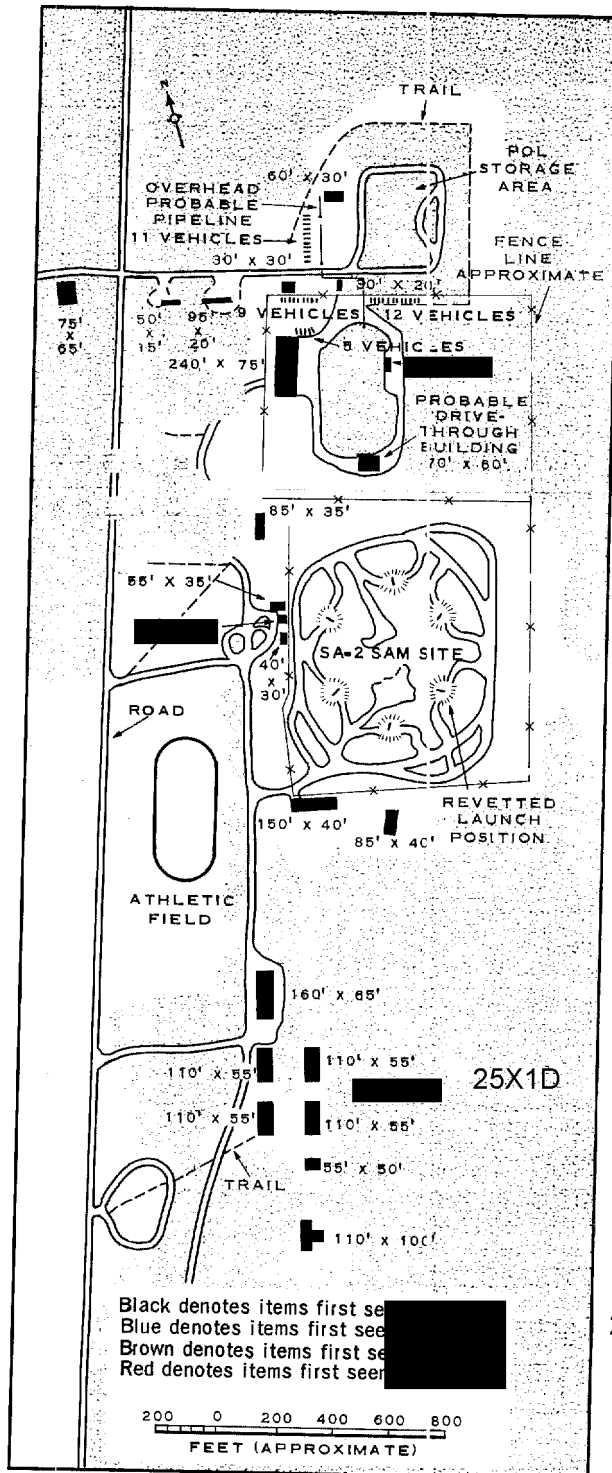 N
TRAIL
60' X 30'
POL
STORAGE
AREA
OVERHEAD
PROBABLE
PIPELINE
11 VEHICLES
30' X 30'
FENCE
LINE
APPROXIMATE
30' X 20'
75'
X
65'
50'
X
15'
95'
X
20'
9 VEHICLES
12 VEHICLES
5 VEHICLES
240' X 75'
PROBABLE
DRIVE-
THROUGH
BUILDING
70' X 60'
85' X 35'
55' X 35'
40'
X
30'
SA-2 SAM SITE
ROAD
REVETTED
LAUNCH
POSITION
150' X 40'
85' X 40'
ATHLETIC
FIELD
160' X 65'
110' X 55'
110' X 55'
25X1D
110' X 55'
110' X 55'
55' X 50'
TRAIL
110' X 100'
Black denotes items first se
Blue denotes items first see
Brown denotes items first se
Red denotes items first seen
200 0 200 400 600 800
FEET (APPROXIMATE)